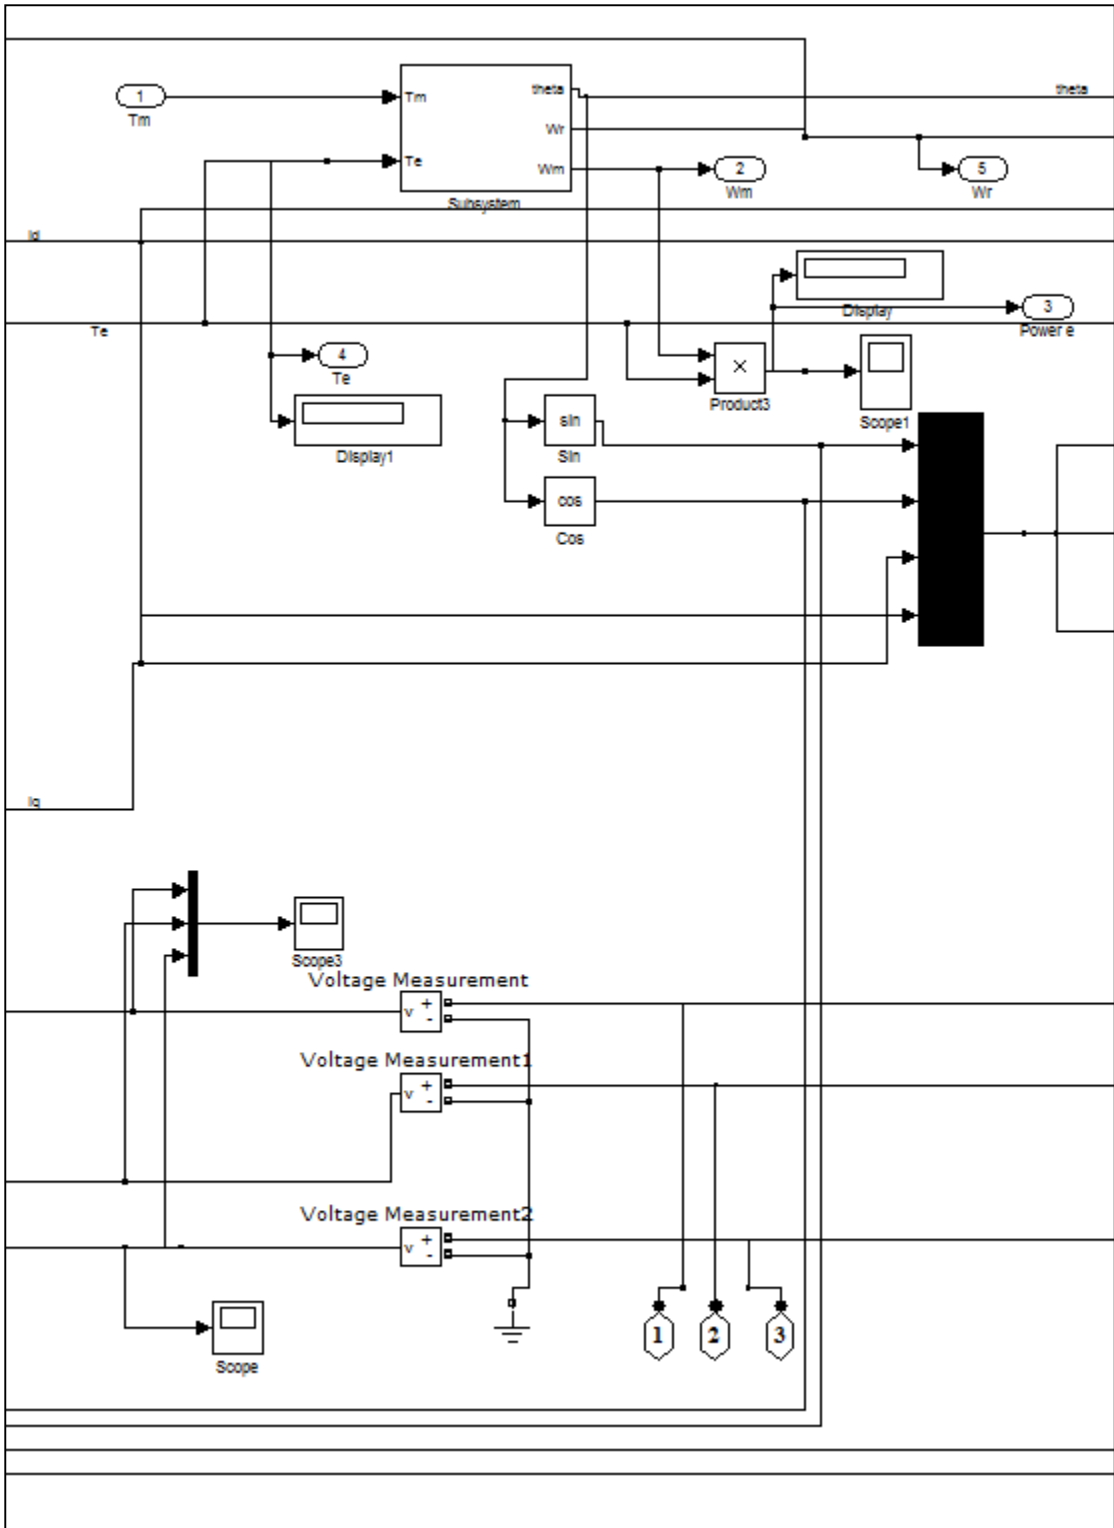 1
Tm
Tm
Te
theta
Wr
Wm
Subsystem
theta
2
Wm
5
Wr
Id
Te
4
Te
Display1
Display
3
Power e
×
Product3
Scope1
sin
Sin
cos
Cos
Iq
Scope3
Voltage Measurement
v
+
-
Voltage Measurement1
v
+
-
Voltage Measurement2
v
+
-
Scope
1
2
3